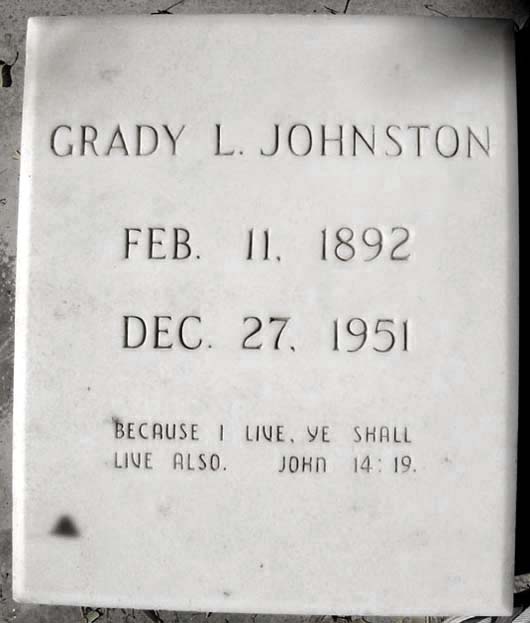 GRADY L. JOHNSTON
FEB. 11, 1892
DEC. 27, 1951
BECAUSE I LIVE, YE SHALL
LIVE ALSO. JOHN 14:19.